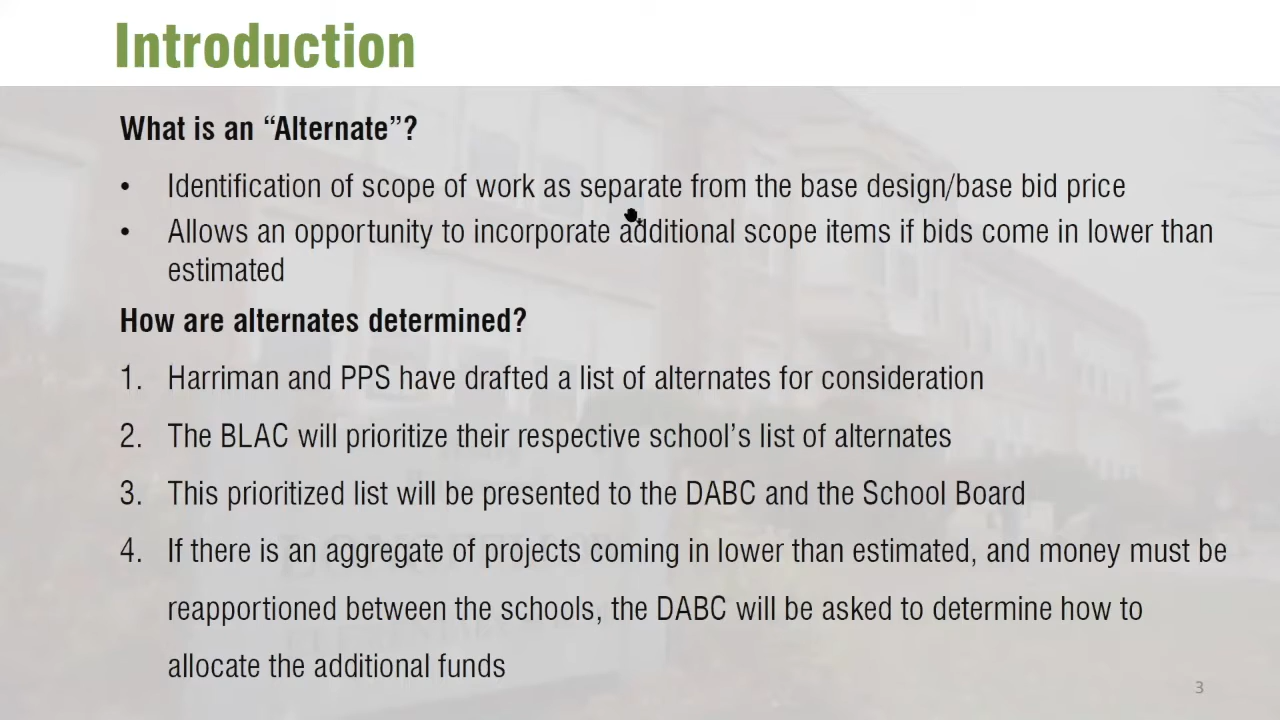 Introduction
What is an “Alternate”?
• Identification of scope of work as separate from the base design/base bid price
• Allows an opportunity to incorporate additional scope items if bids come in lower than
estimated
How are alternates determined?
1. Harriman and PPS have drafted a list of alternates for consideration
2. The BLAC will prioritize their respective school’s list of alternates
3. This prioritized list will be presented to the DABC and the School Board
4. If there is an aggregate of projects coming in lower than estimated, and money must be
reapportioned between the schools, the DABC will be asked to determine how to
allocate the additional funds
3